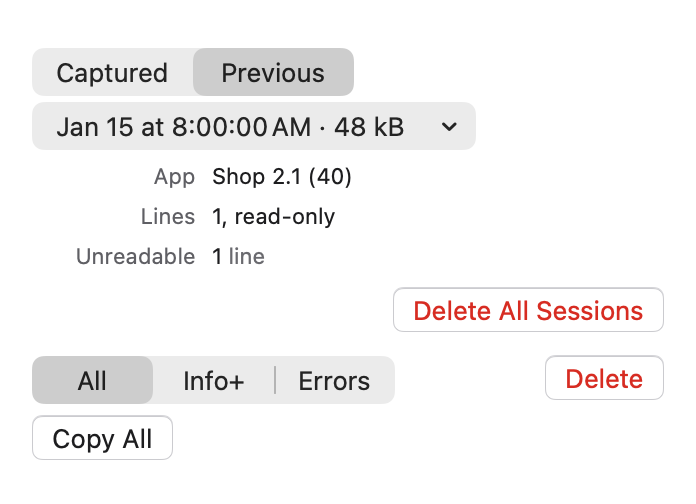 Captured Previous
Jan 15 at 8:00:00 AM · 48 kB
App Shop 2.1 (40)
Lines 1, read-only
Unreadable 1 line
Delete All Sessions
All Info+ Errors Delete
Copy All